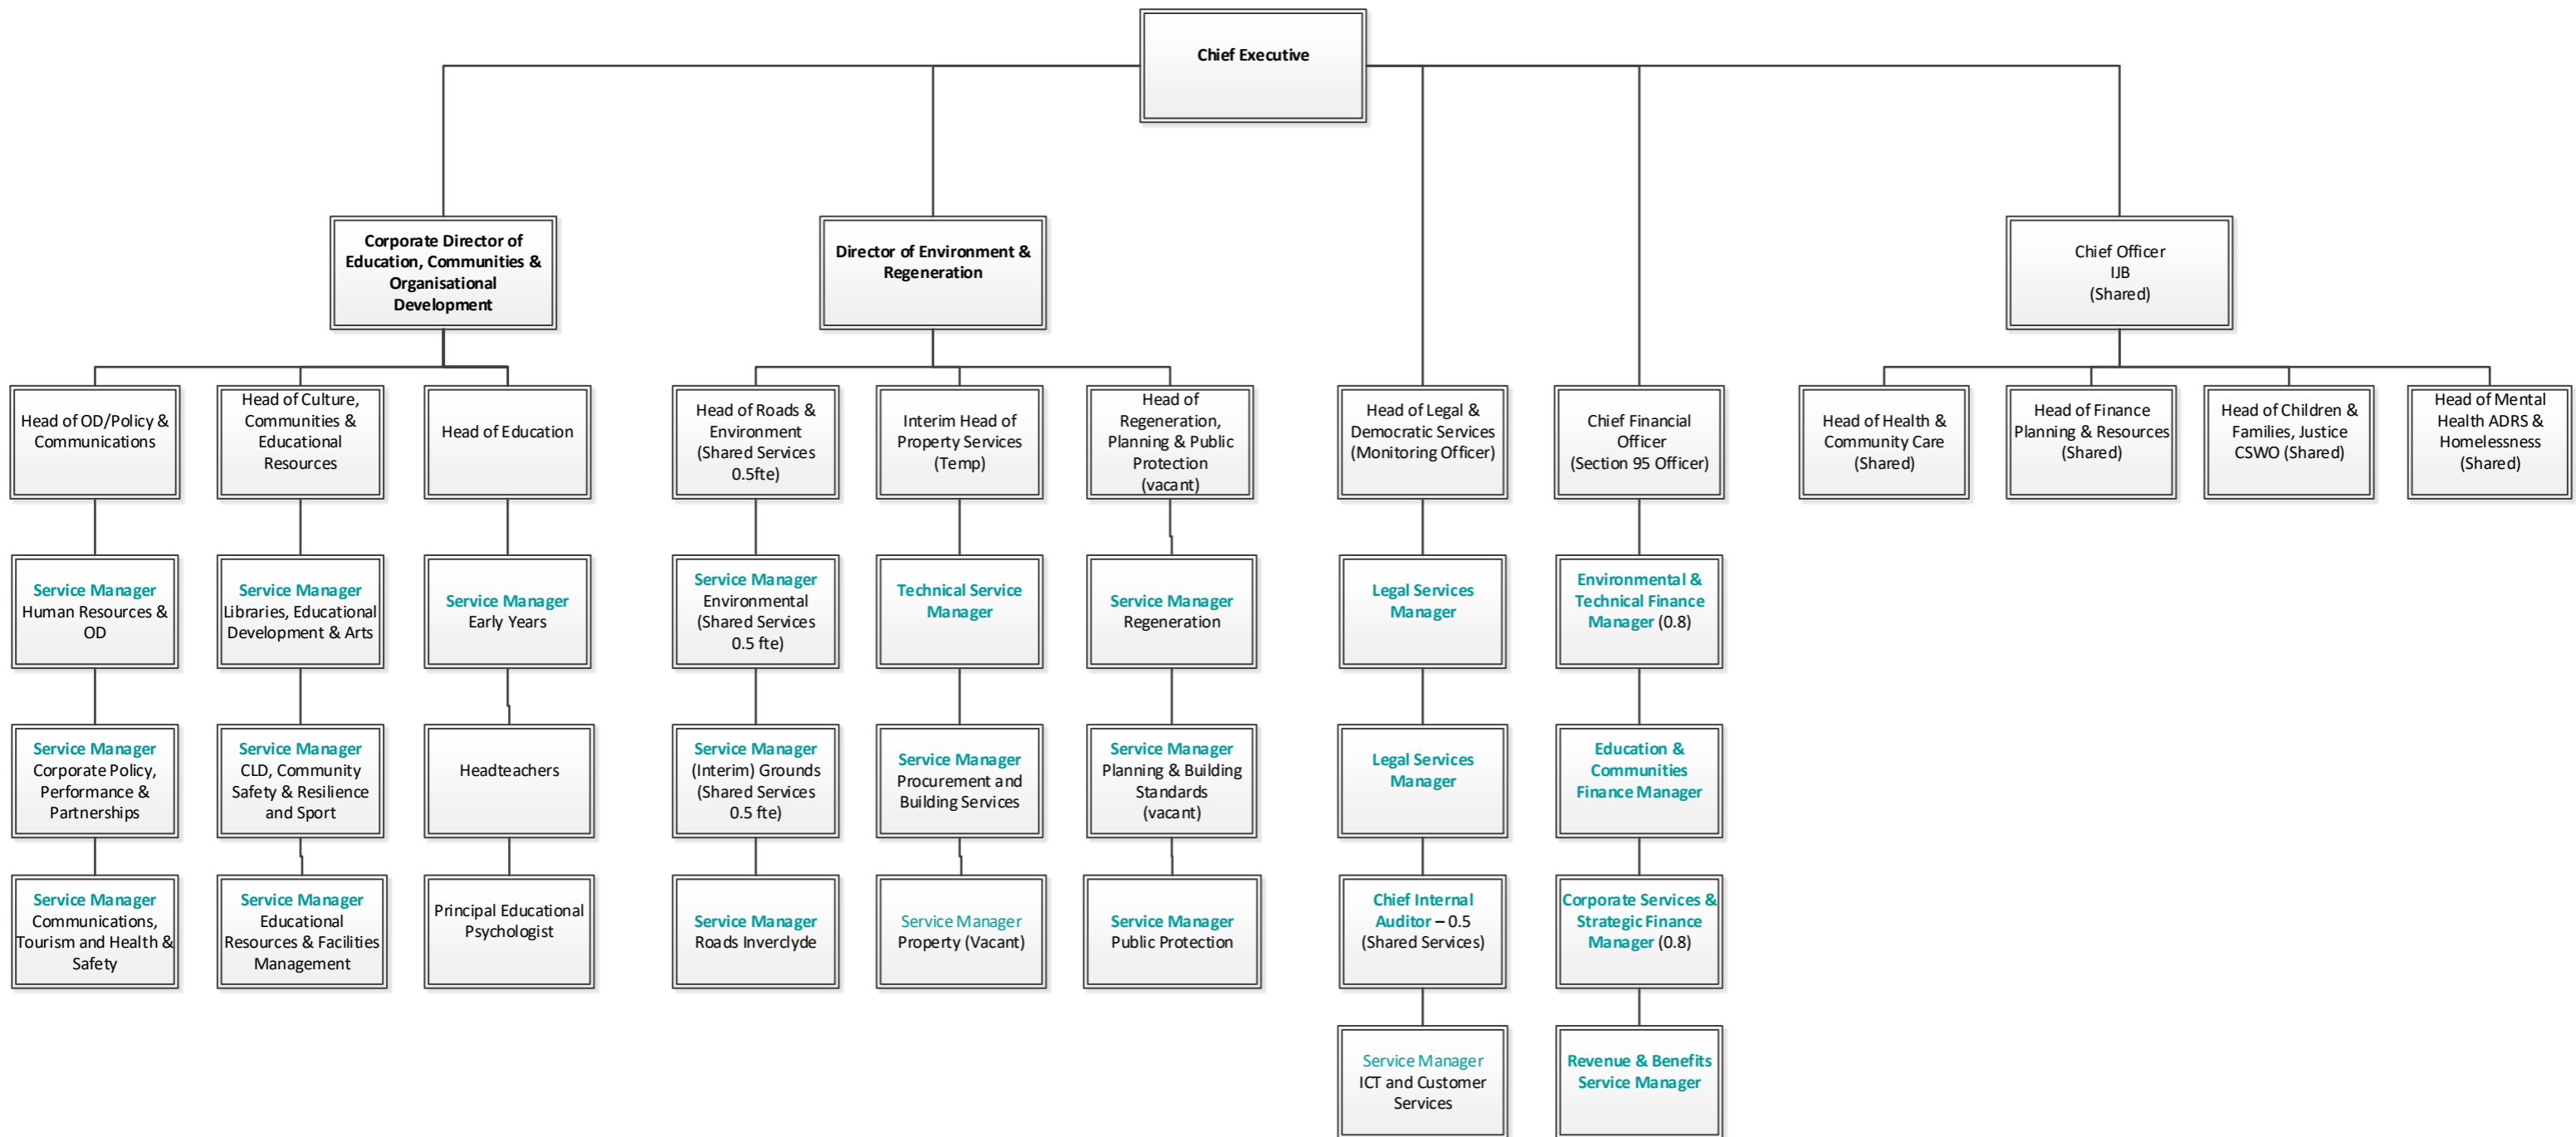 Chief Executive
Corporate Director of
Education, Communities &
Organisational
Development
Director of Environment &
Regeneration
Chief Officer
IJB
(Shared)
Head of OD/Policy &
Communications
Head of Culture,
Communities &
Educational
Resources
Head of Education
Head of Roads &
Environment
(Shared Services
0.5fte)
Interim Head of
Property Services
(Temp)
Head of
Regeneration,
Planning & Public
Protection
(vacant)
Head of Legal &
Democratic Services
(Monitoring Officer)
Chief Financial
Officer
(Section 95 Officer)
Head of Health &
Community Care
(Shared)
Head of Finance
Planning & Resources
(Shared)
Head of Children &
Families, Justice
CSWO (Shared)
Head of Mental
Health ADRS &
Homelessness
(Shared)
Service Manager
Human Resources &
OD
Service Manager
Libraries, Educational
Development & Arts
Service Manager
Early Years
Service Manager
Environmental
(Shared Services
0.5 fte)
Technical Service
Manager
Service Manager
Regeneration
Legal Services
Manager
Environmental &
Technical Finance
Manager (0.8)
Service Manager
Corporate Policy,
Performance &
Partnerships
Service Manager
CLD, Community
Safety & Resilience
and Sport
Headteachers
Service Manager
(Interim) Grounds
(Shared Services
0.5 fte)
Service Manager
Procurement and
Building Services
Service Manager
Planning & Building
Standards
(vacant)
Legal Services
Manager
Education &
Communities
Finance Manager
Service Manager
Communications,
Tourism and Health &
Safety
Service Manager
Educational
Resources & Facilities
Management
Principal Educational
Psychologist
Service Manager
Roads Inverclyde
Service Manager
Property (Vacant)
Service Manager
Public Protection
Chief Internal
Auditor – 0.5
(Shared Services)
Corporate Services &
Strategic Finance
Manager (0.8)
Service Manager
ICT and Customer
Services
Revenue & Benefits
Service Manager